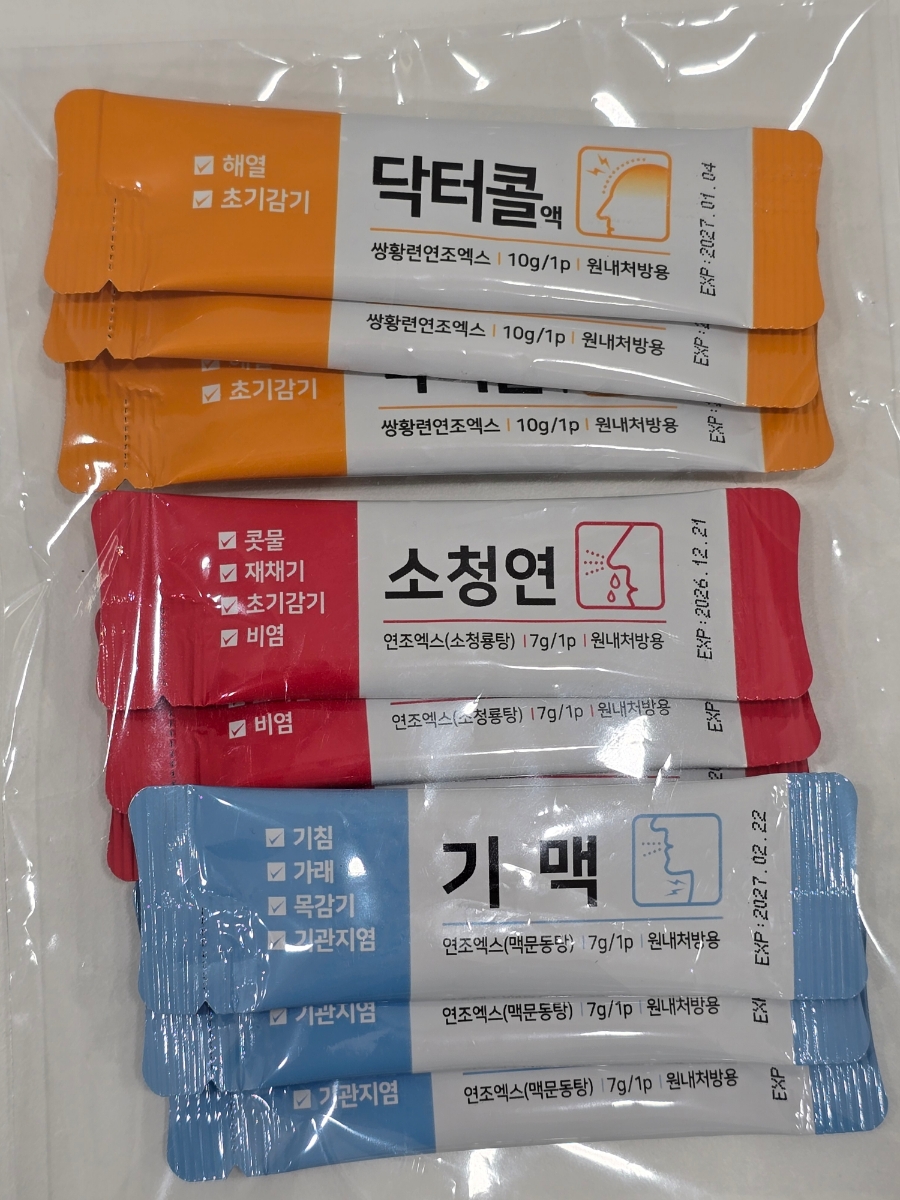 해열
초기감기
닥터콜액
쌍황련연조엑스 | 10g/1p | 원내처방용
EXP:2027.01.04
쌍황련연조엑스 | 10g/1p | 원내처방용
EXP:2
초기감기
쌍황련연조엑스 | 10g/1p | 원내처방용
EXP:
콧물
재채기
초기감기
비염
소청연
연조엑스(소청룡탕) | 7g/1p | 원내처방용
EXP:2026.12.21
비염
연조엑스(소청룡탕) | 7g/1p | 원내처방용
EXP
기침
가래
목감기
기관지염
기 맥
연조엑스(맥문동탕) | 7g/1p | 원내처방용
EXP:2027.02.22
기관지염
연조엑스(맥문동탕) | 7g/1p | 원내처방용
기관지염
연조엑스(맥문동탕) | 7g/1p | 원내처방용
EXP